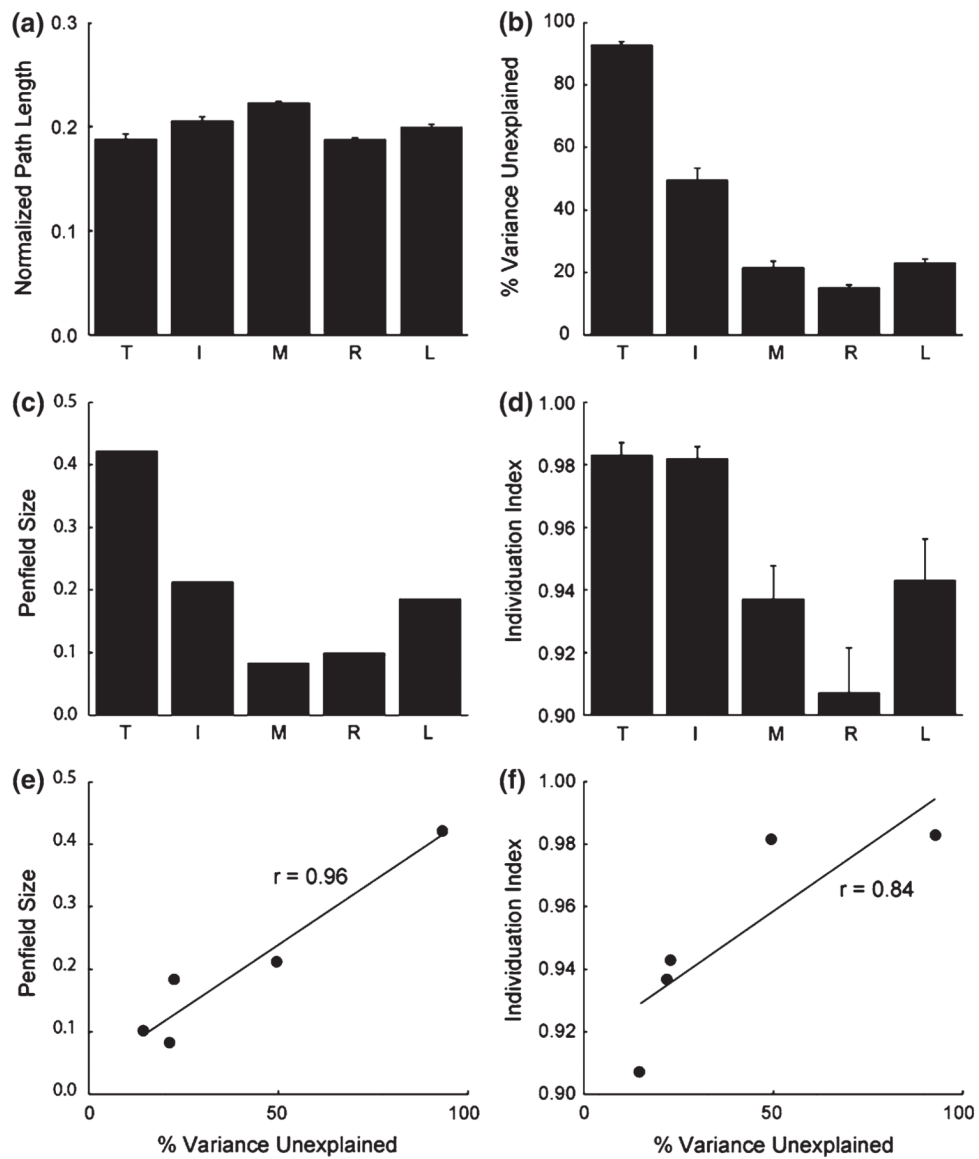 (a)
Normalized Path Length
0.3
0.2
0.1
0.0
T I M R L
(b)
% Variance Unexplained
100
80
60
40
20
0
T I M R L
(c)
Penfield Size
0.5
0.4
0.3
0.2
0.1
0.0
T I M R L
(d)
Individuation Index
1.00
0.98
0.96
0.94
0.92
0.90
T I M R L
(e)
Penfield Size
0.5
0.4
0.3
0.2
0.1
0.0
r = 0.96
0 50 100
% Variance Unexplained
(f)
Individuation Index
1.00
0.98
0.96
0.94
0.92
0.90
r = 0.84
0 50 100
% Variance Unexplained